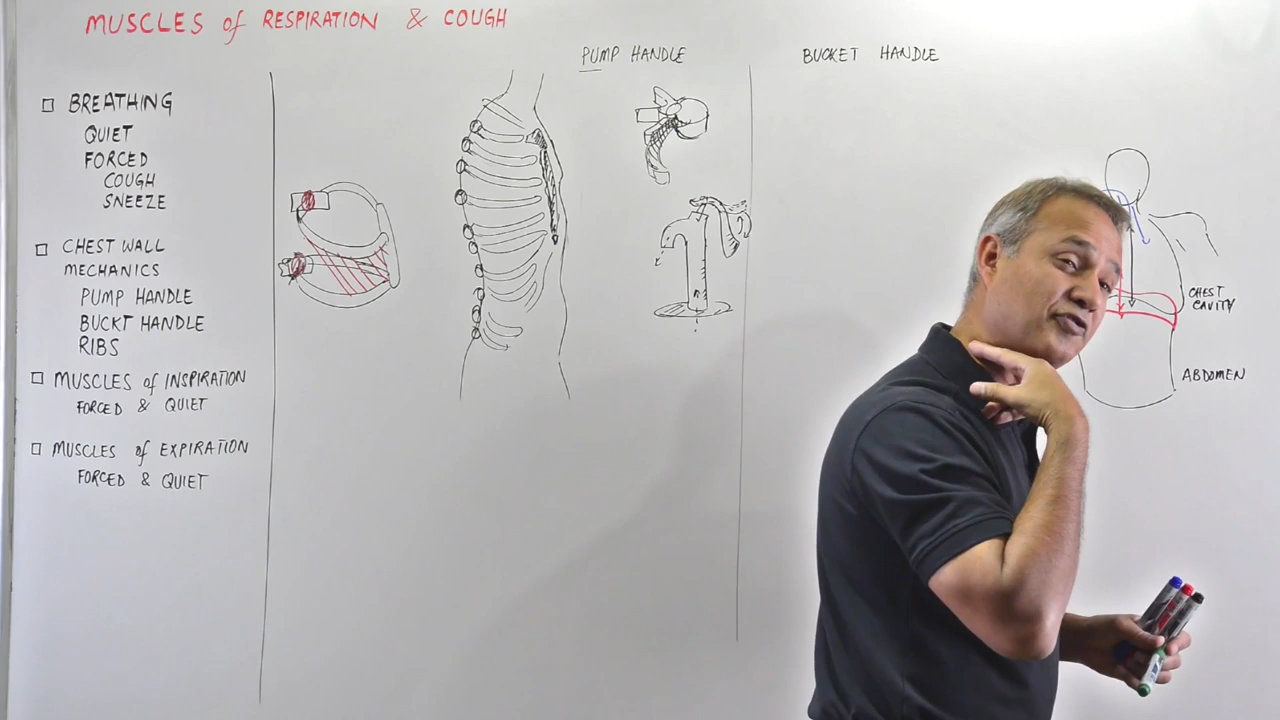 MUSCLES of RESPIRATION & COUGH
PUMP HANDLE
BUCKET HANDLE
BREATHING
QUIET
FORCED
COUGH
SNEEZE
CHEST WALL
MECHANICS
PUMP HANDLE
BUCKT HANDLE
RIBS
MUSCLES of INSPIRATION
FORCED & QUIET
MUSCLES of EXPIRATION
FORCED & QUIET
CHEST
CAVITY
ABDOMEN